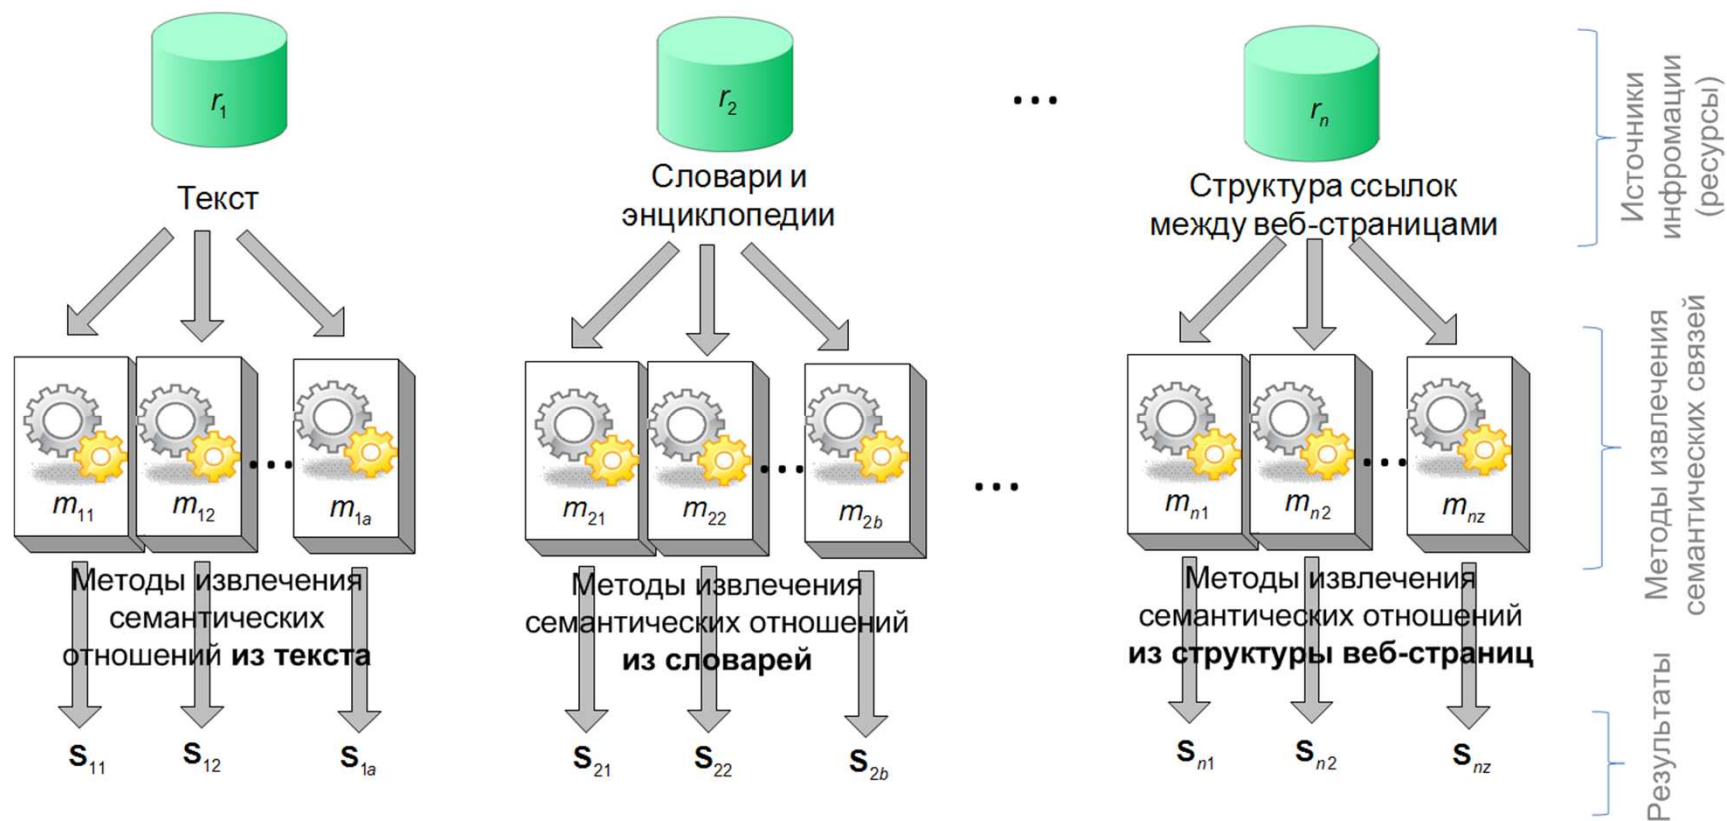 r1
r2
...
rn
Текст
Словари и
энциклопедии
Структура ссылок
между веб-страницами
Источники
инфромации
(ресурсы)
m11
m12
...
m1a
m21
m22
...
m2b
...
mn1
mn2
...
mnz
Методы извлечения
семантических связей
Методы извлечения
семантических
отношений из текста
Методы извлечения
семантических отношений
из словарей
Методы извлечения
семантических отношений
из структуры веб-страниц
S11
S12
S1a
S21
S22
S2b
Sn1
Sn2
Snz
Результаты